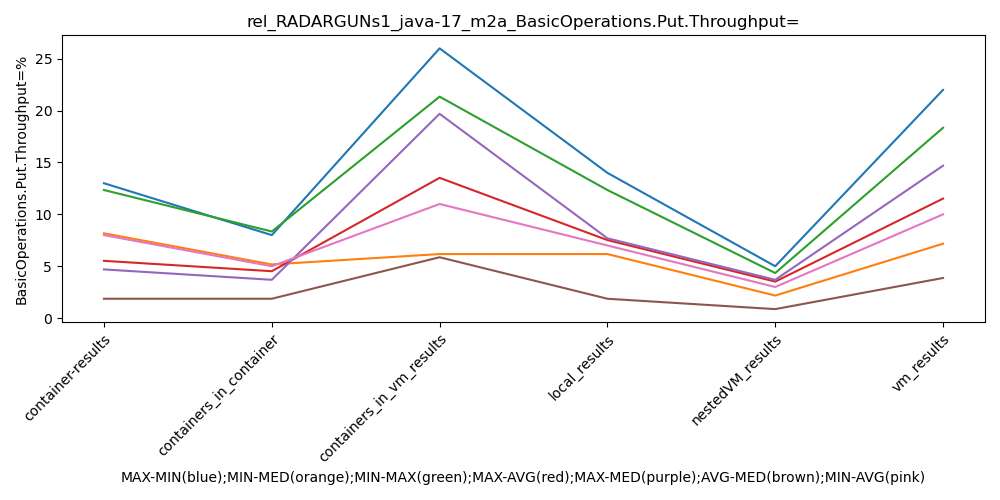 rel_RADARGUNs1_java-17_m2a_BasicOperations.Put.Throughput=
BasicOperations.Put.Throughput=%
25
20
15
10
5
0
container-results
containers_in_container
containers_in_vm_results
local_results
nestedVM_results
vm_results
MAX-MIN(blue);MIN-MED(orange);MIN-MAX(green);MAX-AVG(red);MAX-MED(purple);AVG-MED(brown);MIN-AVG(pink)